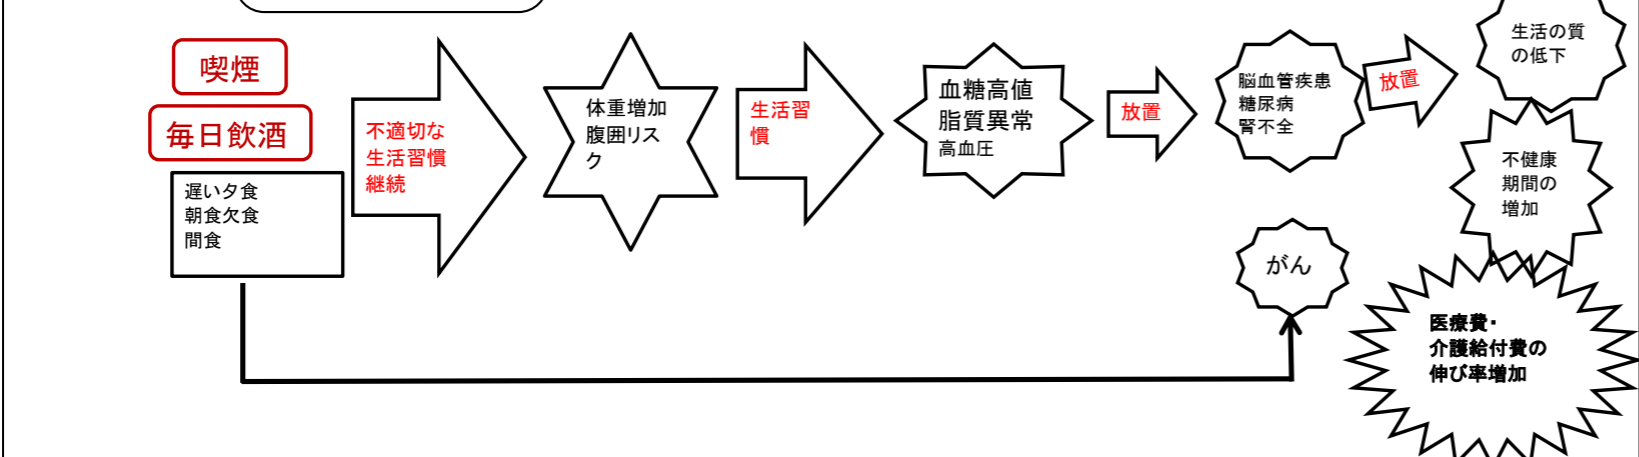 喫煙
毎日飲酒
遅い夕食
朝食欠食
間食
不適切な
生活習慣
継続
体重増加
腹囲リス
ク
生活習
慣
血糖高値
脂質異常
高血圧
放置
脳血管疾患
糖尿病
腎不全
放置
生活の質
の低下
不健康
期間の
増加
がん
医療費・
介護給付費の
伸び率増加